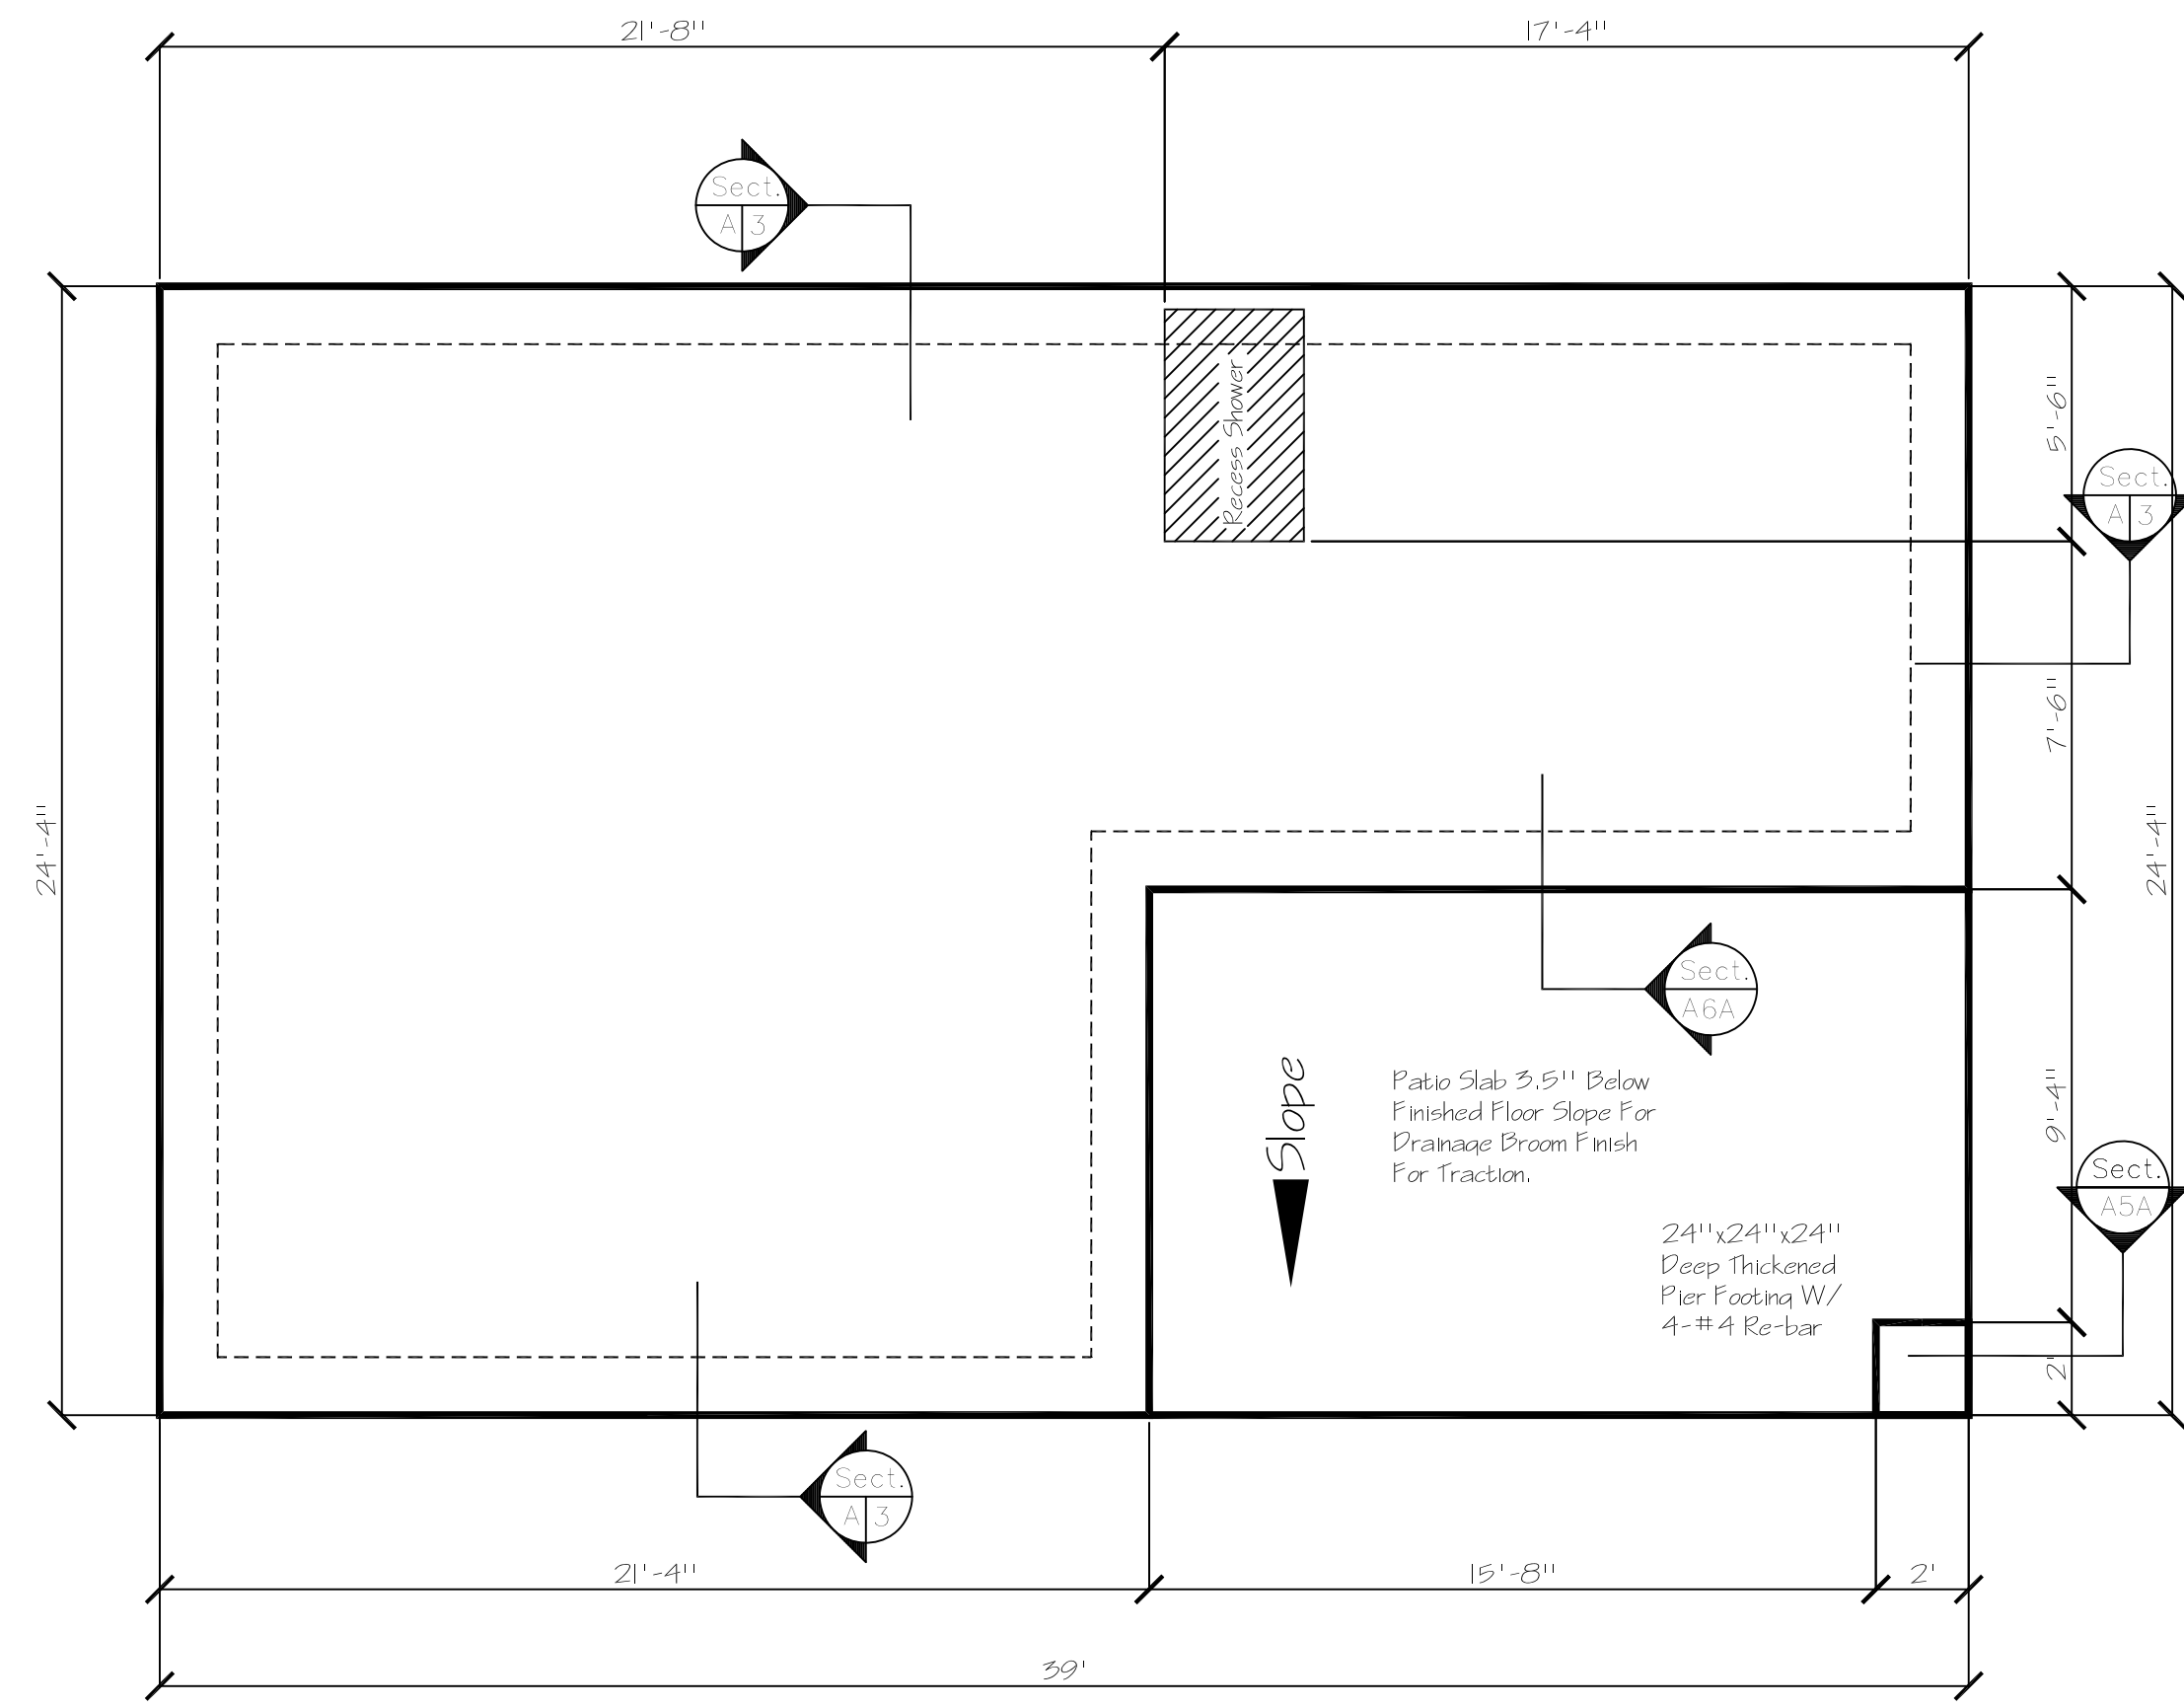 21'-8"
17'-4"
Sect.
A 3
Recess Shower
5'-6"
Sect.
A 3
7'-6"
24'-4"
24'-4"
Sect.
A6A
Slope
Patio Slab 3.5" Below
Finished Floor Slope For
Drainage Broom Finish
For Traction.
9'-4"
Sect.
A5A
24"x24"x24"
Deep Thickened
Pier Footing W/
4-#4 Re-bar
2'
Sect.
A 3
21'-4"
15'-8"
2'
39'